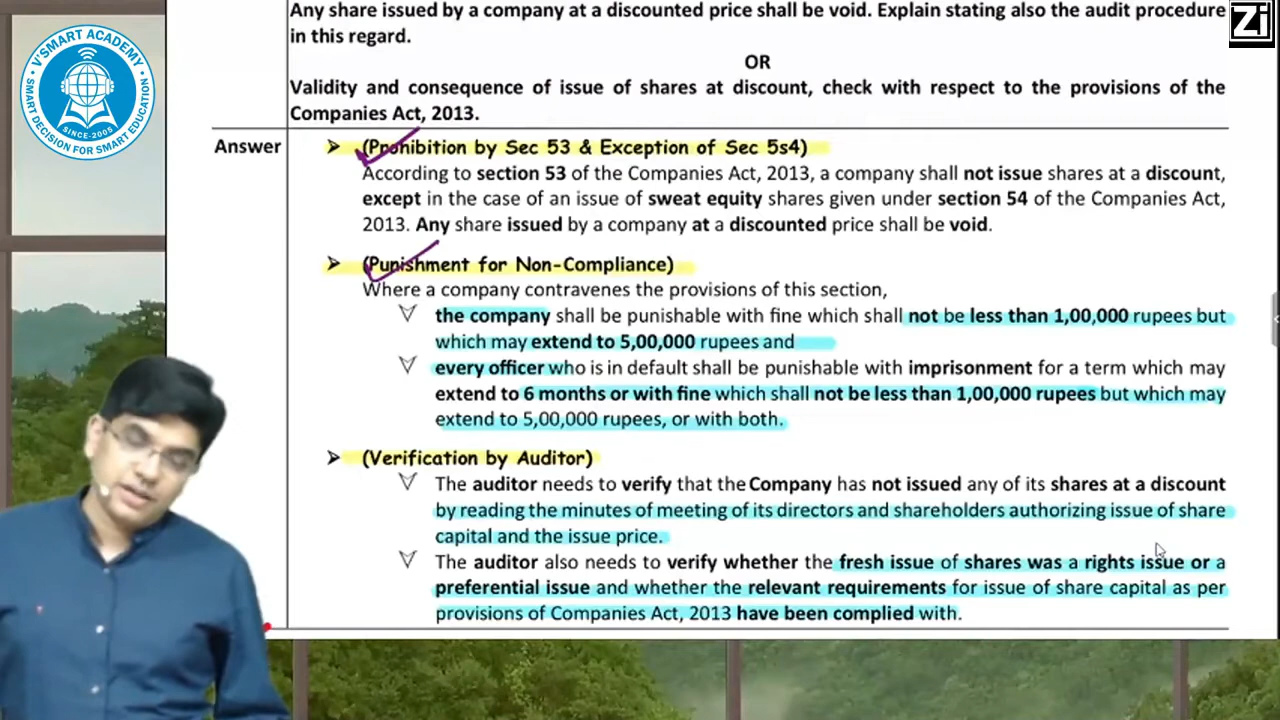 Any share issued by a company at a discounted price shall be void. Explain stating also the audit procedure
in this regard.
OR
Validity and consequence of issue of shares at discount, check with respect to the provisions of the
Companies Act, 2013.
Answer
➢ (Prohibition by Sec 53 & Exception of Sec 5s4)
According to section 53 of the Companies Act, 2013, a company shall not issue shares at a discount,
except in the case of an issue of sweat equity shares given under section 54 of the Companies Act,
2013. Any share issued by a company at a discounted price shall be void.
➢ (Punishment for Non-Compliance)
Where a company contravenes the provisions of this section,
the company shall be punishable with fine which shall not be less than 1,00,000 rupees but
which may extend to 5,00,000 rupees and
every officer who is in default shall be punishable with imprisonment for a term which may
extend to 6 months or with fine which shall not be less than 1,00,000 rupees but which may
extend to 5,00,000 rupees, or with both.
➢ (Verification by Auditor)
The auditor needs to verify that the Company has not issued any of its shares at a discount
by reading the minutes of meeting of its directors and shareholders authorizing issue of share
capital and the issue price.
The auditor also needs to verify whether the fresh issue of shares was a rights issue or a
preferential issue and whether the relevant requirements for issue of share capital as per
provisions of Companies Act, 2013 have been complied with.
V'SMART ACADEMY
SINCE-2005
SMART DECISION FOR SMART EDUCATION
Zi